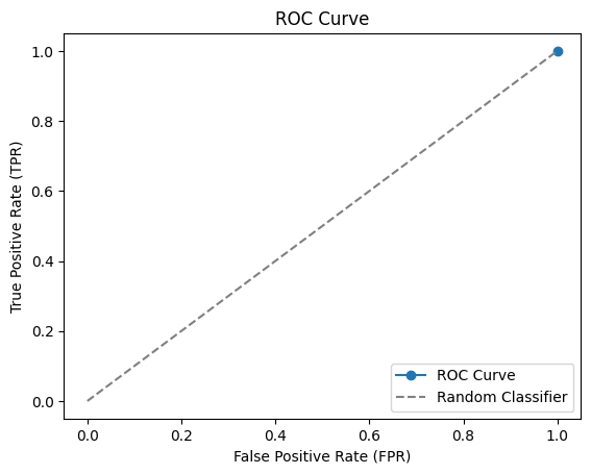 ROC Curve
1.0
0.8
0.6
0.4
0.2
0.0
True Positive Rate (TPR)
ROC Curve
Random Classifier
0.0 0.2 0.4 0.6 0.8 1.0
False Positive Rate (FPR)